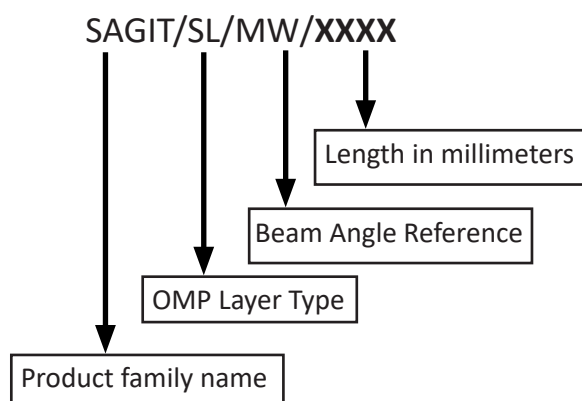 SAGIT/SL/MW/XXXX
Length in millimeters
Beam Angle Reference
OMP Layer Type
Product family name